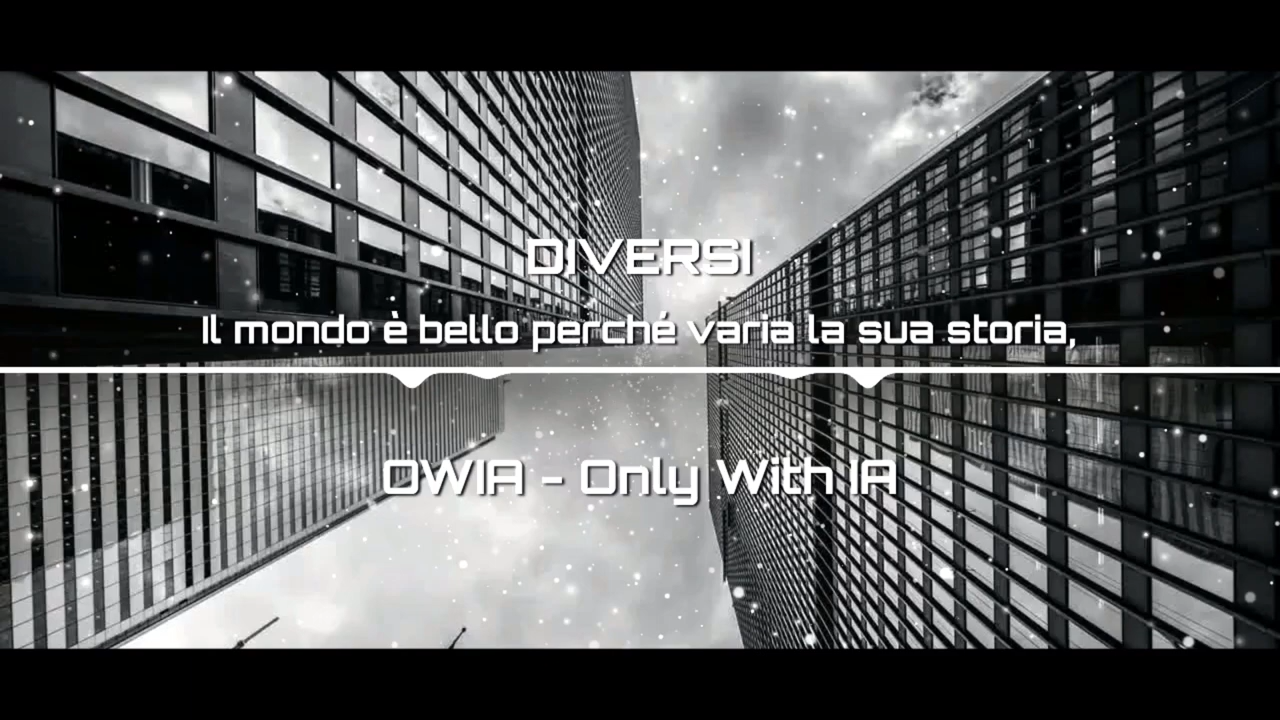 DIVERSI
Il mondo è bello perché varia la sua storia,
OWIA - Only With IA